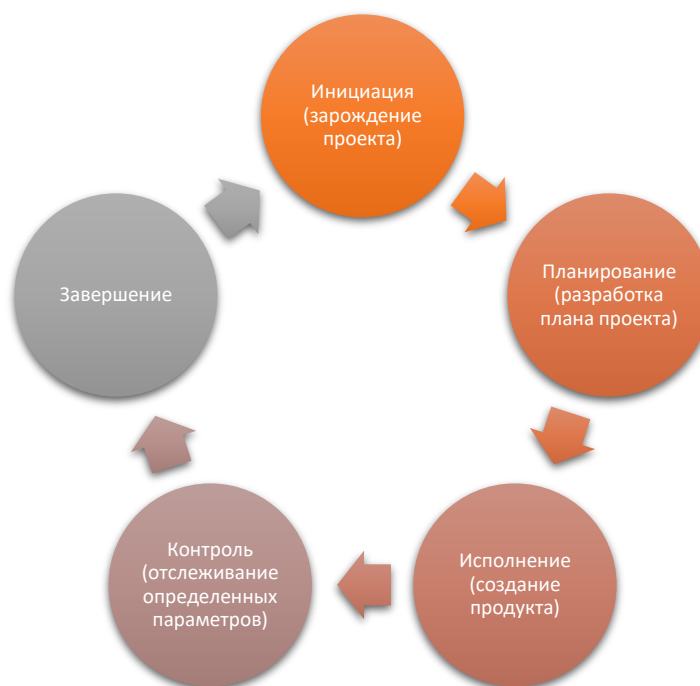 Инициация
(зарождение
проекта)
Планирование
(разработка
плана проекта)
Исполнение
(создание
продукта)
Контроль
(отслеживание
определенных
параметров)
Завершение